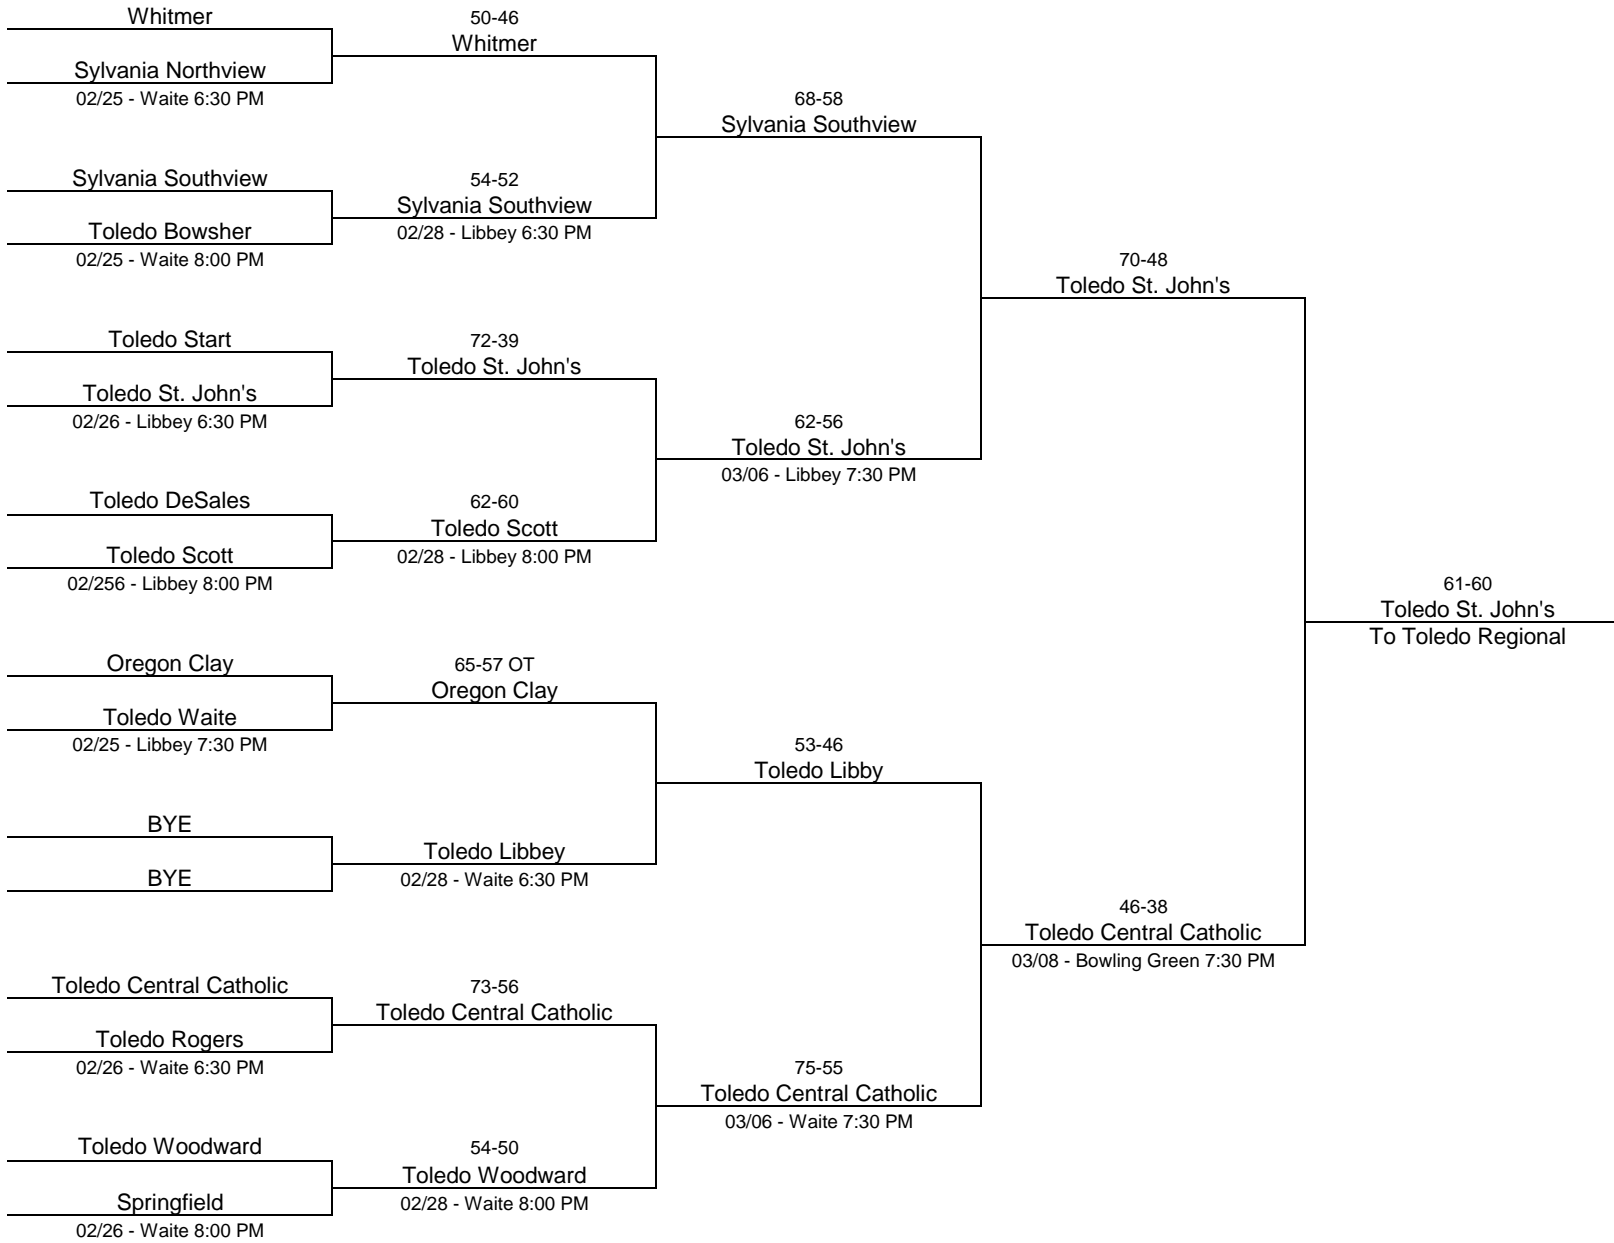 Whitmer
Sylvania Northview
02/25 - Waite 6:30 PM
Sylvania Southview
Toledo Bowsher
02/25 - Waite 8:00 PM
Toledo Start
Toledo St. John's
02/26 - Libbey 6:30 PM
Toledo DeSales
Toledo Scott
02/256 - Libbey 8:00 PM
Oregon Clay
Toledo Waite
02/25 - Libbey 7:30 PM
BYE
BYE
Toledo Central Catholic
Toledo Rogers
02/26 - Waite 6:30 PM
Toledo Woodward
Springfield
02/26 - Waite 8:00 PM
50-46
Whitmer
54-52
Sylvania Southview
02/28 - Libbey 6:30 PM
72-39
Toledo St. John's
62-60
Toledo Scott
02/28 - Libbey 8:00 PM
65-57 OT
Oregon Clay
Toledo Libbey
02/28 - Waite 6:30 PM
73-56
Toledo Central Catholic
54-50
Toledo Woodward
02/28 - Waite 8:00 PM
68-58
Sylvania Southview
62-56
Toledo St. John's
03/06 - Libbey 7:30 PM
53-46
Toledo Libby
75-55
Toledo Central Catholic
03/06 - Waite 7:30 PM
70-48
Toledo St. John's
46-38
Toledo Central Catholic
03/08 - Bowling Green 7:30 PM
61-60
Toledo St. John's
To Toledo Regional